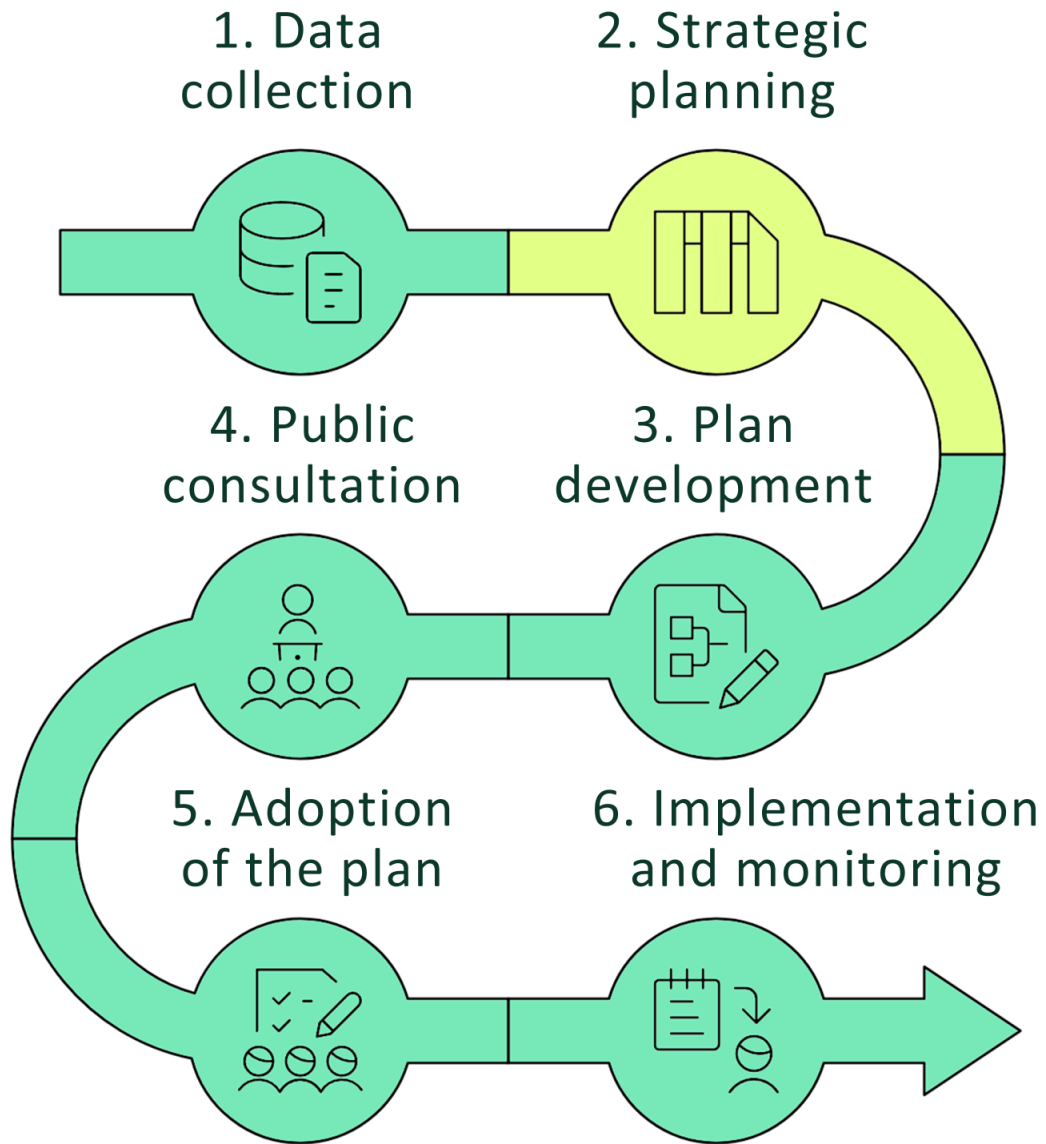 1. Data
collection
2. Strategic
planning
3. Plan
development
4. Public
consultation
5. Adoption
of the plan
6. Implementation
and monitoring